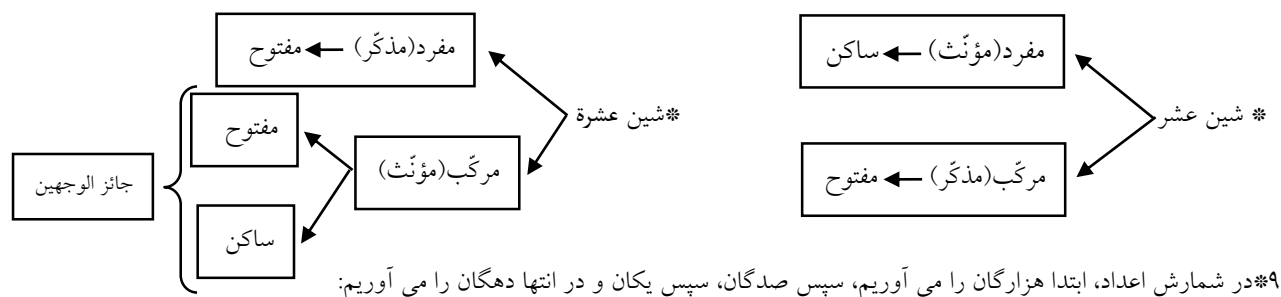 * شین عشر
مفرد(مؤنّث) ← ساکن
مرکّب(مذکّر) ← مفتوح
*شین عشرة
مفرد(مذکّر) ← مفتوح
مرکّب(مؤنّث)
مفتوح
ساکن
جائز الوجهین
۹*در شمارش اعداد، ابتدا هزارگان را می آوریم، سپس صدگان، سپس یکان و در انتها دهگان را می آوریم: